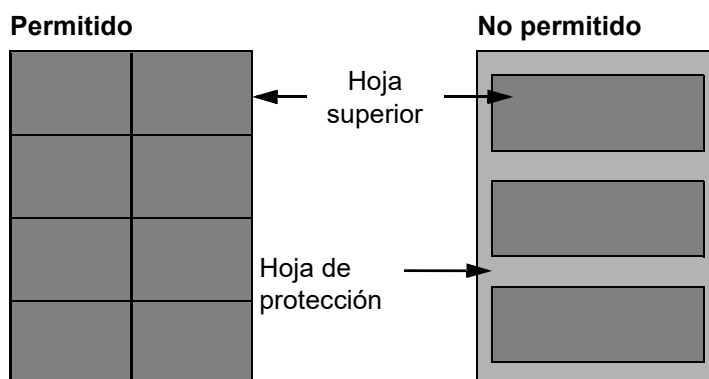 Permitido
No permitido
Hoja
superior
Hoja de
protección